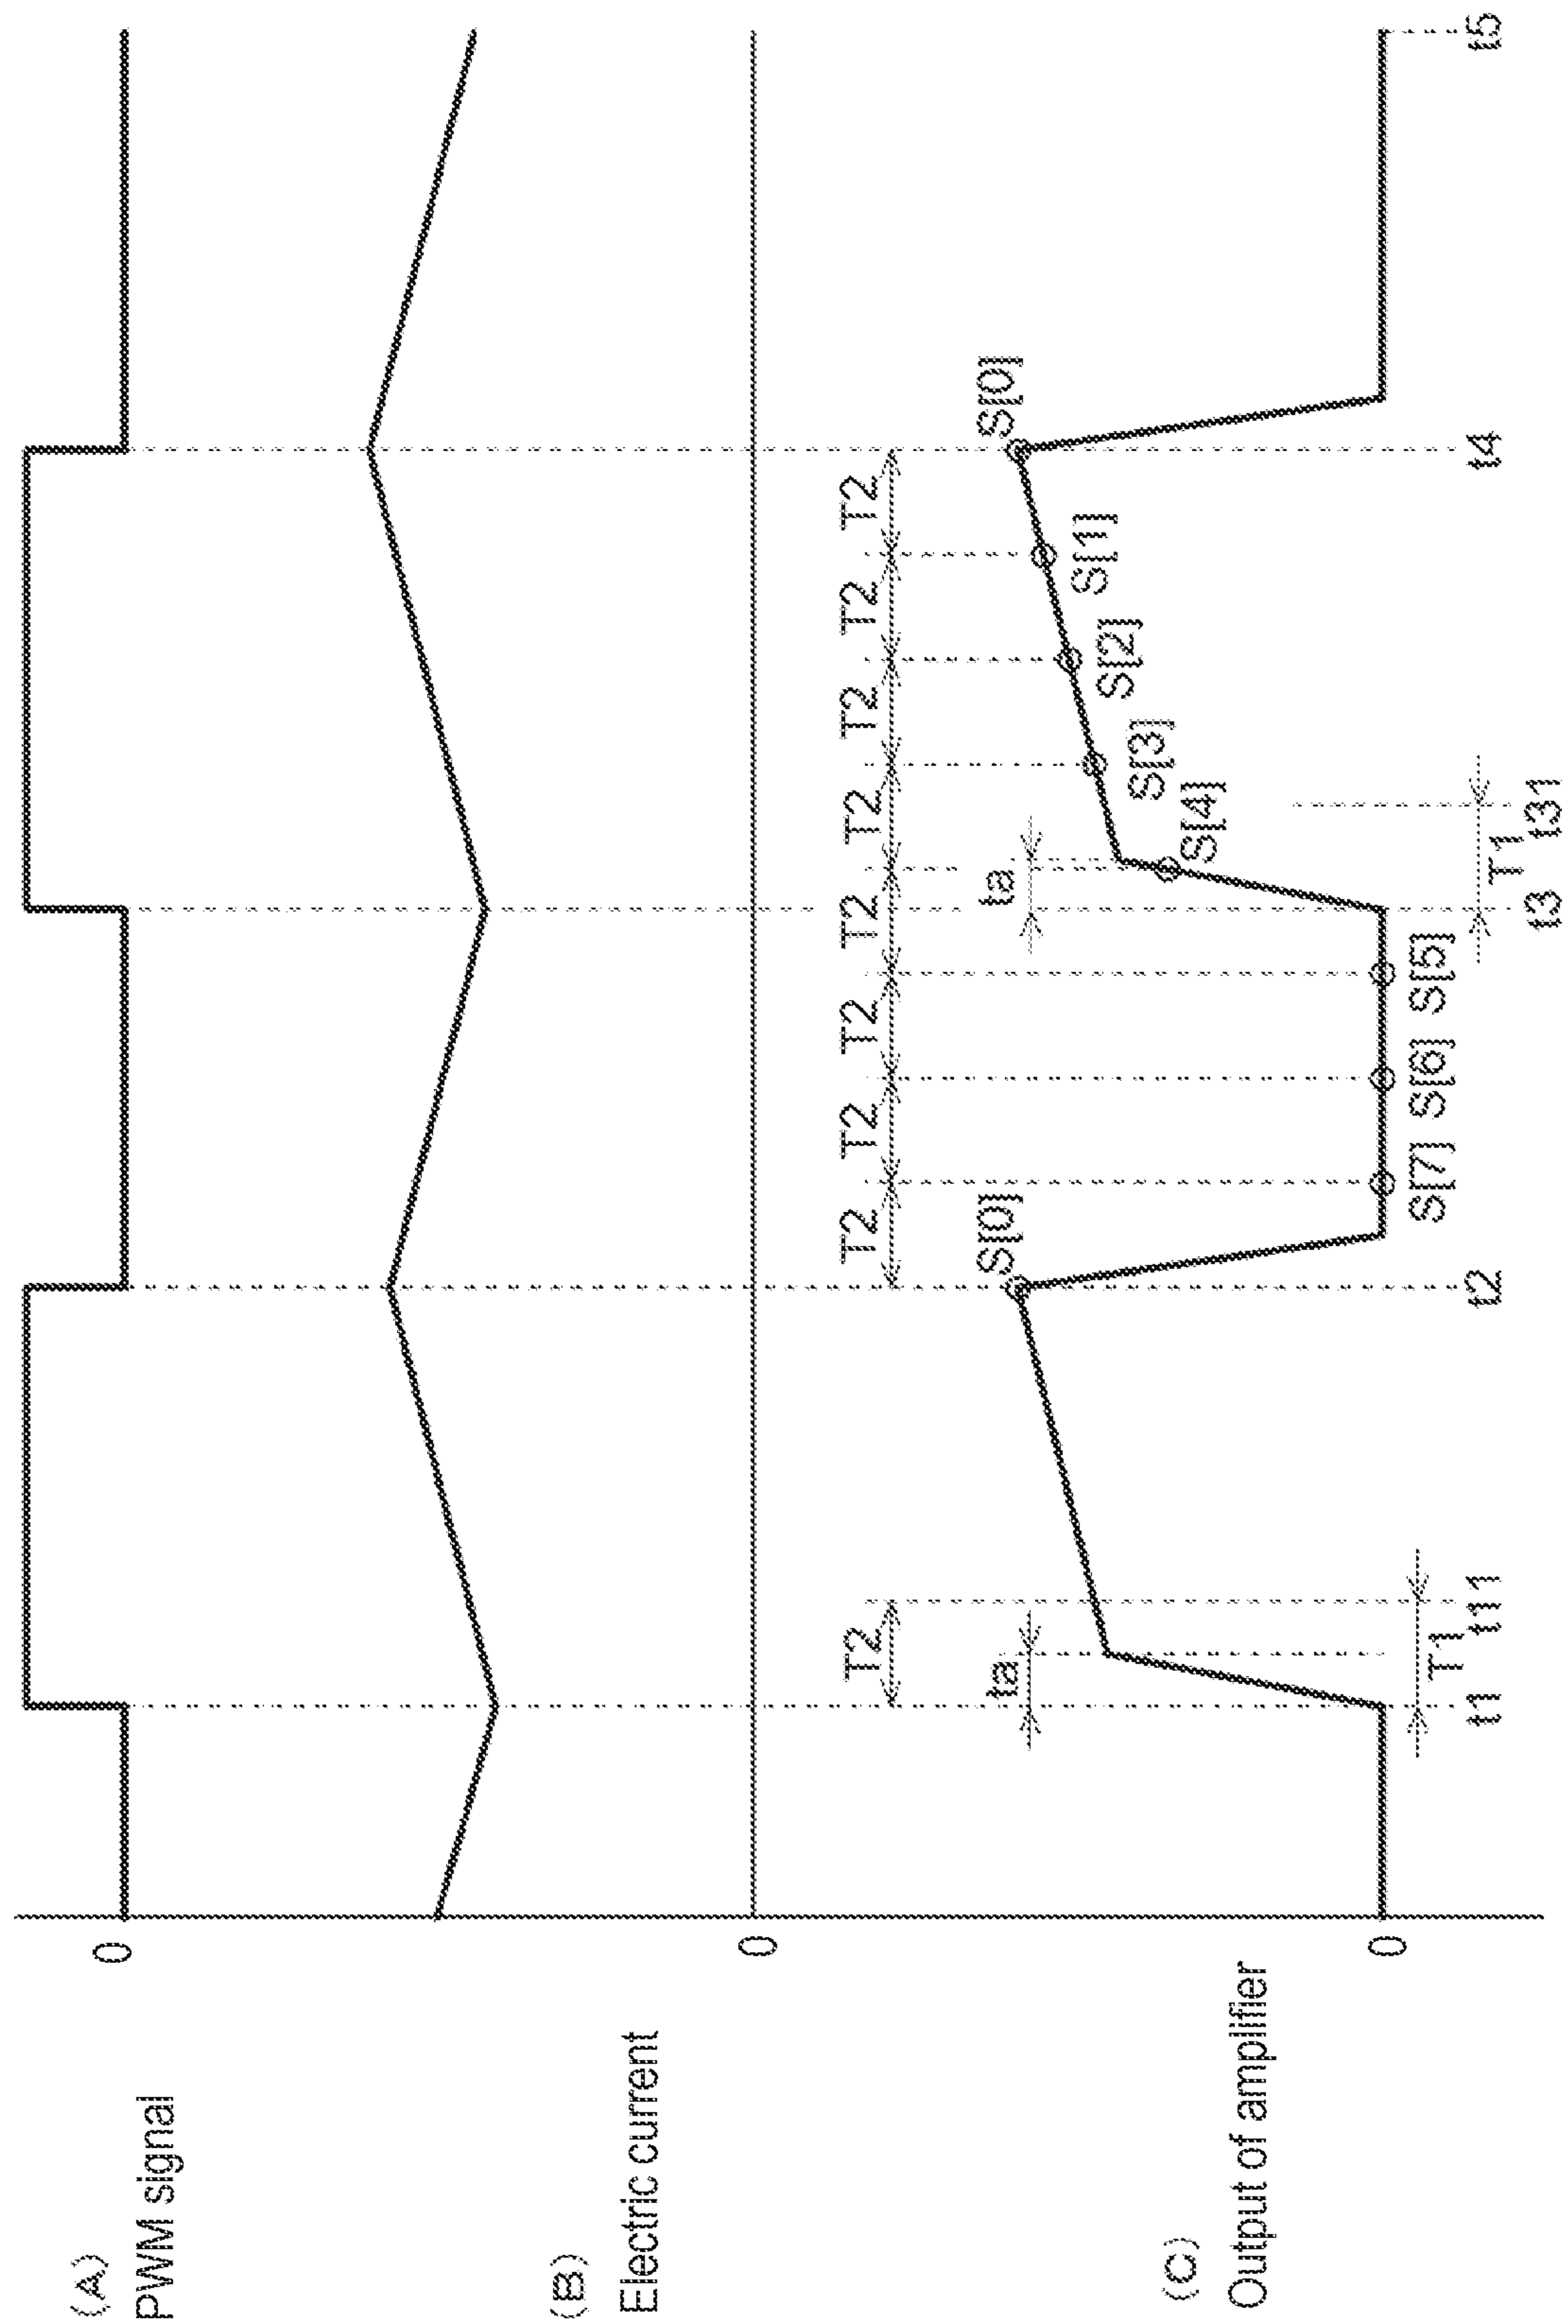 (A)
PWM signal
0
(B)
Electric current
0
(C)
Output of amplifier
0
T2
T2
T2
T2
T2
T2
T2
T2
T2
ta
ta
S[0]
S[7]
S[6]
S[5]
S[4]
S[3]
S[2]
S[1]
S[0]
T1
T1
t1
t11
t2
t3
t31
t4
t5